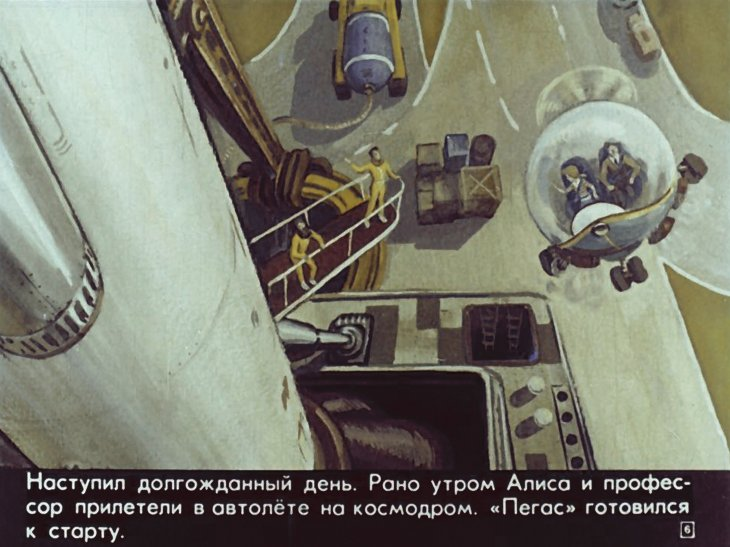 Наступил долгожданный день. Рано утром Алиса и профес-
сор прилетели в автолёте на космодром. «Пегас» готовился
к старту.
6